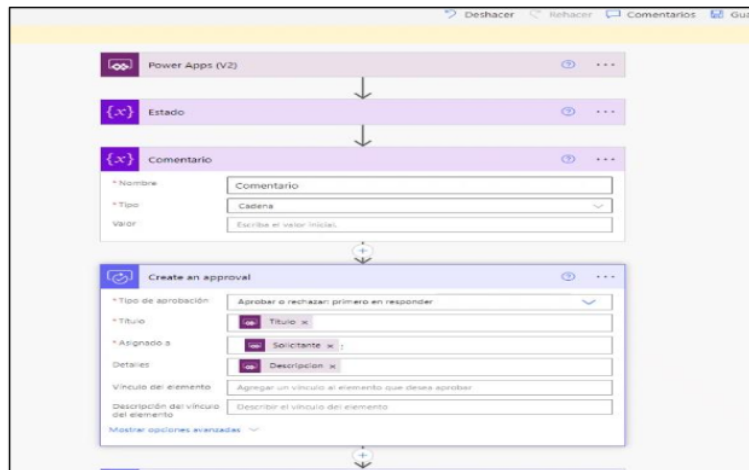 Deshacer Rehacer Comentarios Gua
Power Apps (V2)
{x} Estado
{x} Comentario
* Nombre Comentario
* Tipo Cadena
Valor Escriba el valor inicial.
Create an approval
* Tipo de aprobación Aprobar o rechazar: primero en responder
* Título Titulo ×
* Asignado a Solicitante × ;
Detalles Descripcion ×
Vínculo del elemento Agregar un vínculo al elemento que desea aprobar
Descripción del vínculo Describir el vínculo del elemento
del elemento
Mostrar opciones avanzadas